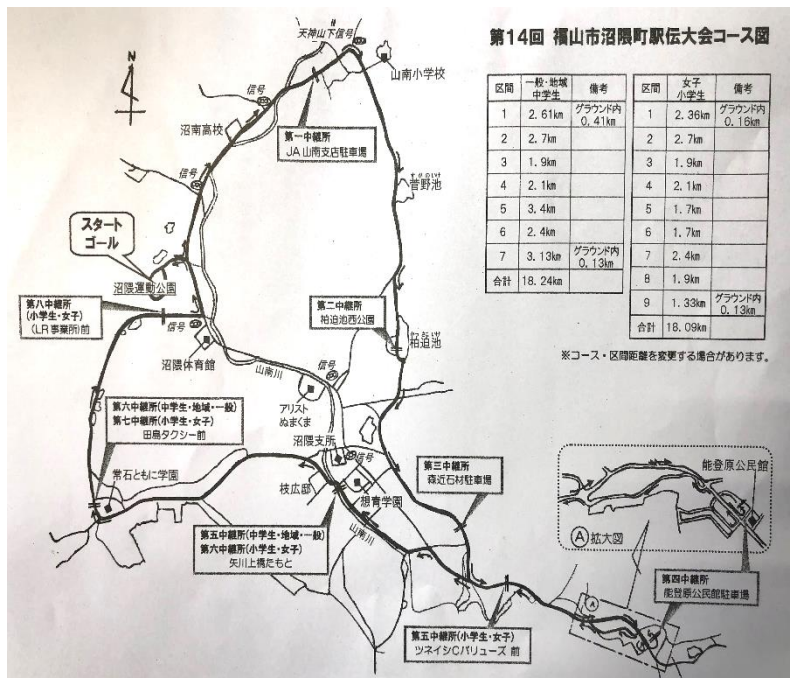 第14回 福山市沼隈町駅伝大会コース図
区間 一般・地域 中学生 備考
1 2.61km グラウンド内 0.41km
2 2.7km
3 1.9km
4 2.1km
5 3.4km
6 2.4km
7 3.13km グラウンド内 0.13km
合計 18.24km
区間 女子 小学生 備考
1 2.36km グラウンド内 0.16km
2 2.7km
3 1.9km
4 2.1km
5 1.7km
6 1.7km
7 2.4km
8 1.9km
9 1.33km グラウンド内 0.13km
合計 18.09km
※コース・区間距離を変更する場合があります。
N
天神山下信号
山南小学校
信号
沼南高校
第一中継所
JA山南支店駐車場
信号
すげのいけ
菅野池
スタート
ゴール
沼隈運動公園
第八中継所
(小学生・女子)
(LR事業所)前
信号
沼隈体育館
第二中継所
柏迫池西公園
柏迫池
山南川
信号
アリスト
ぬまくま
第六中継所(中学生・地域・一般)
第七中継所(小学生・女子)
田島タクシー前
沼隈支所
信号
常石ともに学園
枝広邸
想青学園
第三中継所
森近石材駐車場
能登原公民館
A 拡大図
第五中継所(中学生・地域・一般)
第六中継所(小学生・女子)
矢川上橋たもと
山南川
第四中継所
能登原公民館駐車場
A
第五中継所(小学生・女子)
ツネイシCバリューズ 前